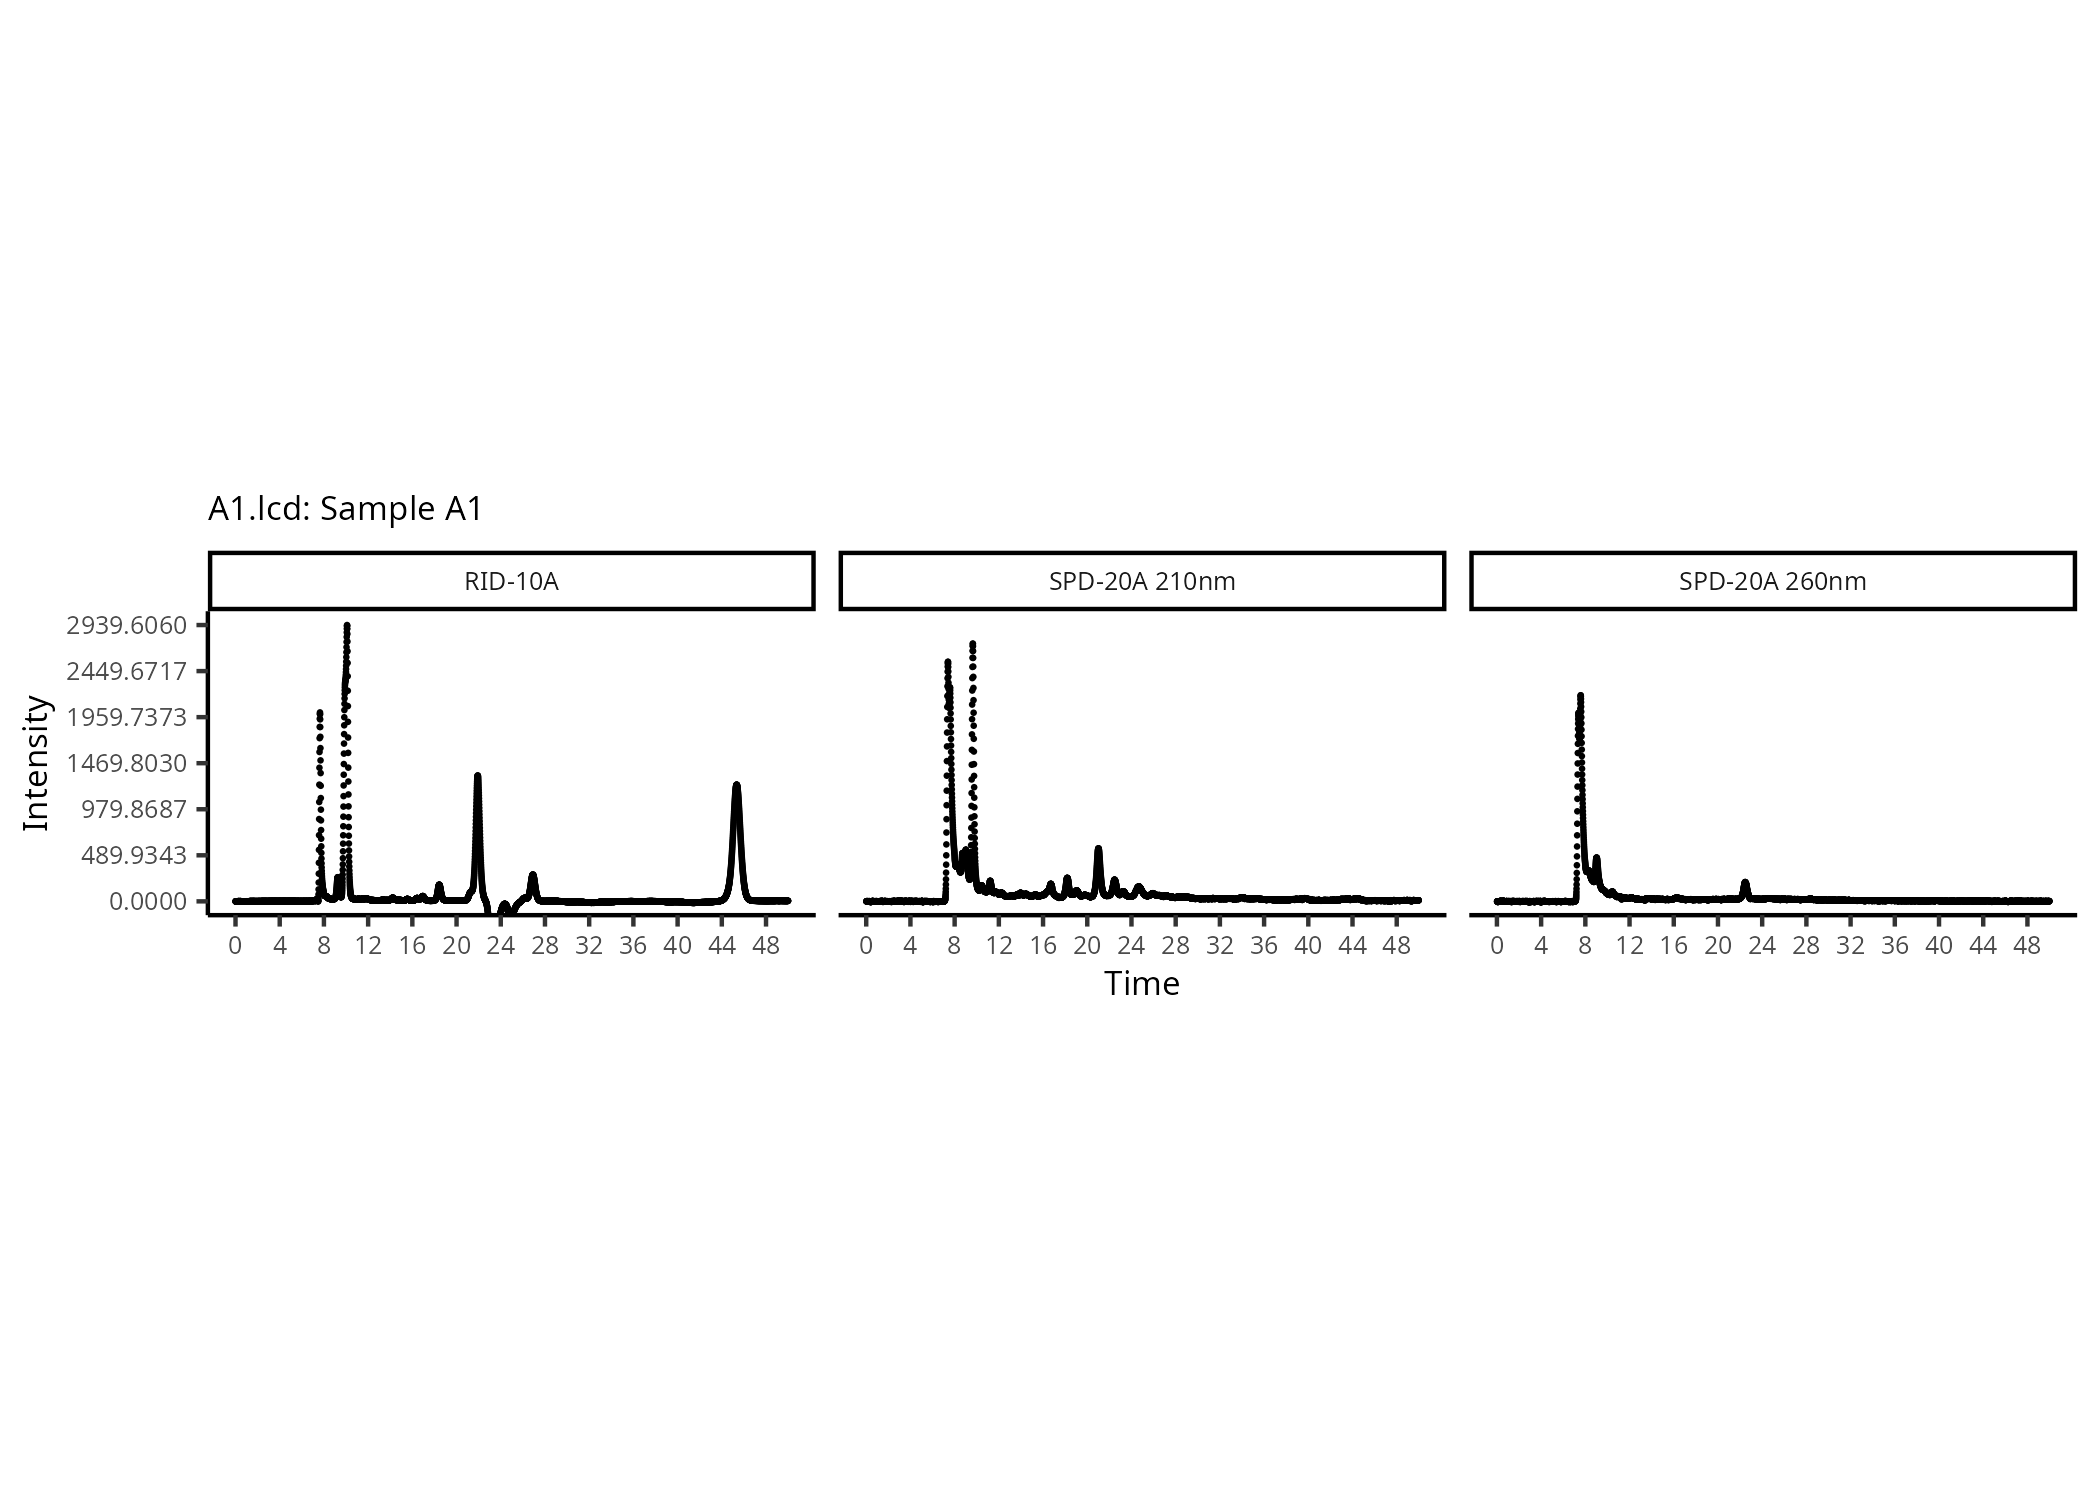 A1.lcd: Sample A1
RID-10A
SPD-20A 210nm
SPD-20A 260nm
Intensity
2939.6060
2449.6717
1959.7373
1469.8030
979.8687
489.9343
0.0000
0 4 8 12 16 20 24 28 32 36 40 44 48
0 4 8 12 16 20 24 28 32 36 40 44 48
0 4 8 12 16 20 24 28 32 36 40 44 48
Time